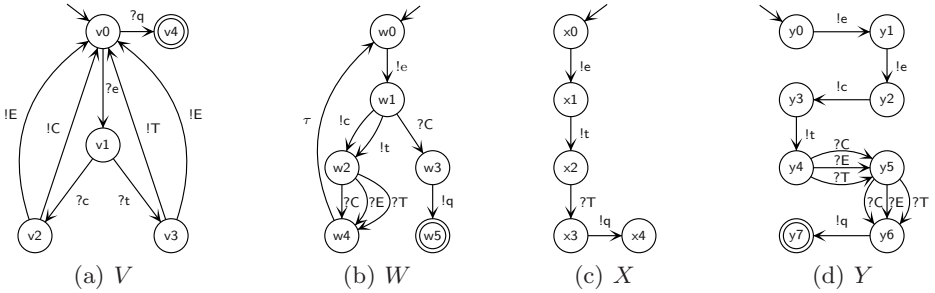 v0 ?q v4
?e
!E !C !T !E
v1
?c ?t
v2 v3
(a) V
w0
!e
τ w1
!c !t ?C
w2 w3
?C ?E ?T !q
w4 w5
(b) W
x0
!e
x1
!t
x2
?T
x3 !q x4
(c) X
y0 !e y1
!e
y3 !c y2
!t
?C
y4 ?E y5
?T
?C ?E ?T
y7 !q y6
(d) Y